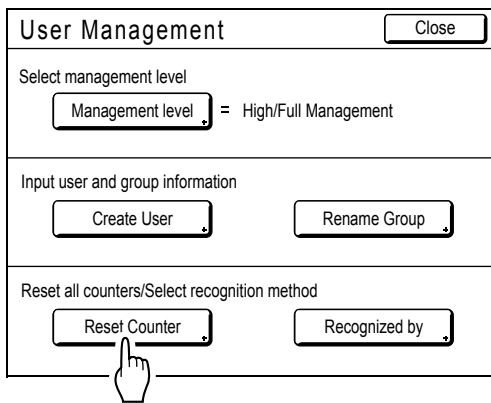 User Management Close
Select management level
Management level = High/Full Management
Input user and group information
Create User Rename Group
Reset all counters/Select recognition method
Reset Counter Recognized by